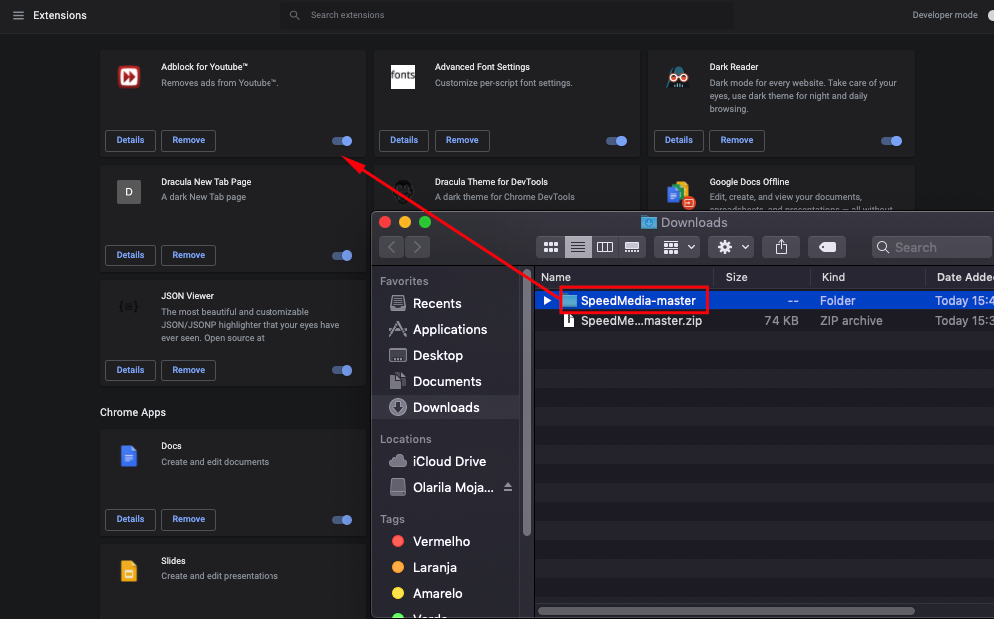 Extensions
Search extensions
Developer mode
Adblock for Youtube™
Removes ads from Youtube™.
Details
Remove
fonts
Advanced Font Settings
Customize per-script font settings.
Details
Remove
Dark Reader
Dark mode for every website. Take care of your
eyes, use dark theme for night and daily
browsing.
Details
Remove
D
Dracula New Tab Page
A dark New Tab page
Details
Remove
Dracula Theme for DevTools
A dark theme for Chrome DevTools
Google Docs Offline
Edit, create, and view your documents,
spreadsheets, and presentations — all without
JSON Viewer
The most beautiful and customizable
JSON/JSONP highlighter that your eyes have
ever seen. Open source at
Details
Remove
Chrome Apps
Docs
Create and edit documents
Details
Remove
Slides
Create and edit presentations
Downloads
Search
Favorites
Recents
Applications
Desktop
Documents
Downloads
Locations
iCloud Drive
Olarila Moja...
Tags
Vermelho
Laranja
Amarelo
Verde
Name
Size
Kind
Date Adde
SpeedMedia-master
--
Folder
Today 15:4
SpeedMe...master.zip
74 KB
ZIP archive
Today 15:3